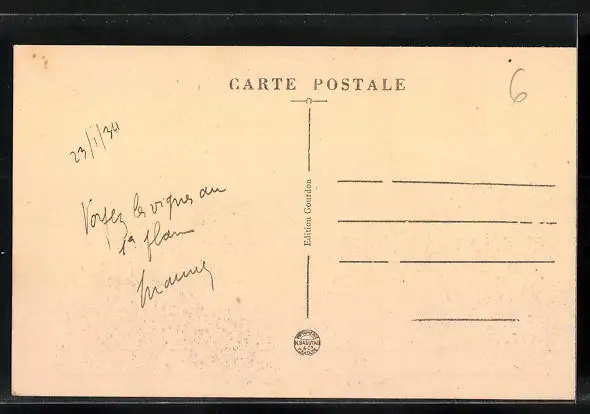 CARTE POSTALE
6
23/1/34
Voyez les vignes au
1er plan
Edition Gourdon